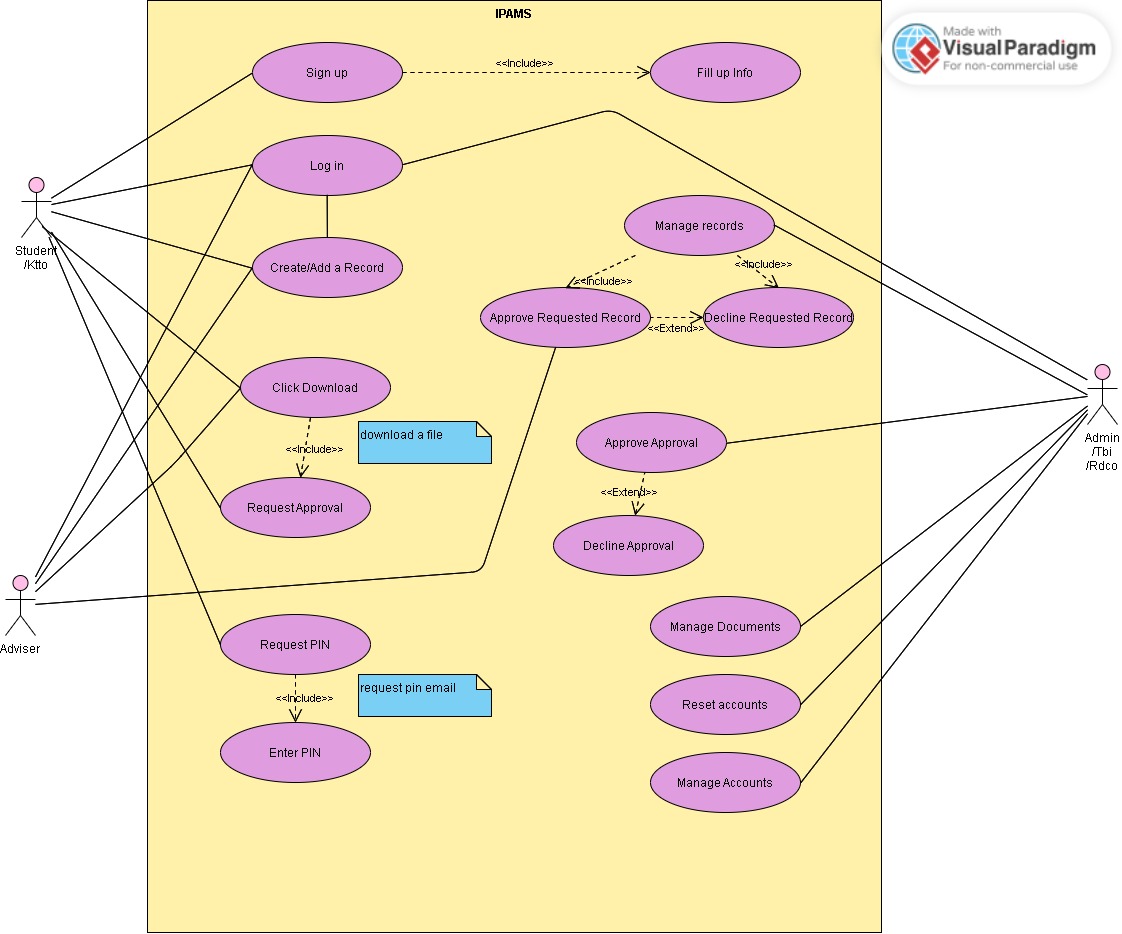 IPAMS
Made with
VisualParadigm
For non-commercial use
Sign up
<<Include>>
Fill up Info
Log in
Student
/Ktto
Create/Add a Record
Manage records
<<Include>>
<<Include>>
Approve Requested Record
<<Extend>>
Decline Requested Record
Click Download
<<Include>>
download a file
Request Approval
Approve Approval
<<Extend>>
Decline Approval
Admin
/Tbi
/Rdco
Adviser
Request PIN
<<Include>>
request pin email
Enter PIN
Manage Documents
Reset accounts
Manage Accounts